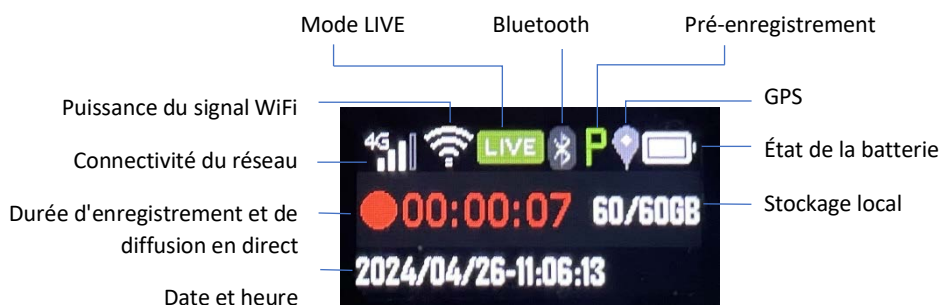 Mode LIVE
Bluetooth
Pré-enregistrement
Puissance du signal WiFi
GPS
Connectivité du réseau
État de la batterie
Durée d'enregistrement et de
diffusion en direct
Stockage local
Date et heure
4G
LIVE
P
00:00:07 60/60GB
2024/04/26-11:06:13